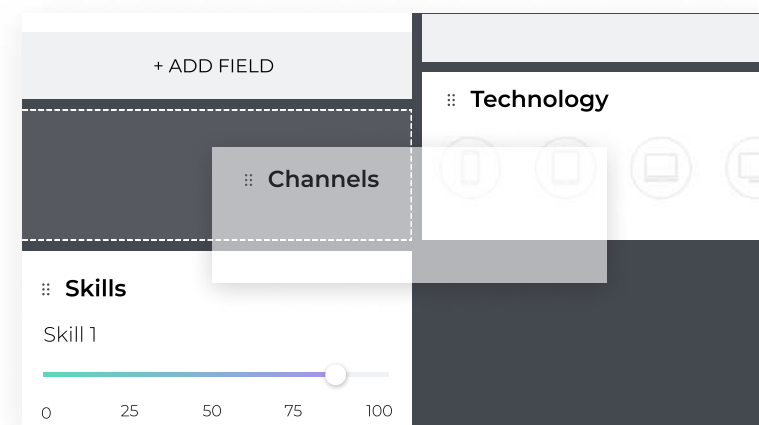 + ADD FIELD
Technology
Channels
Skills
Skill 1
0 25 50 75 100